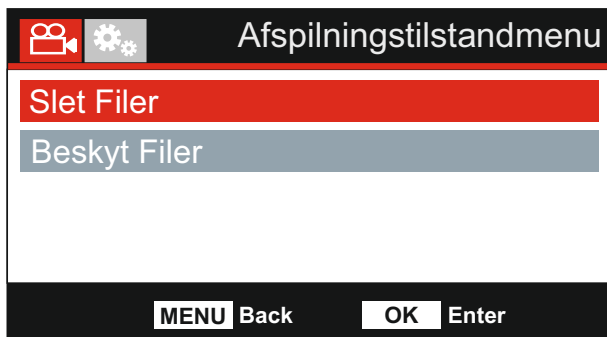 Afspilningstilstandmenu
Slet Filer
Beskyt Filer
MENU Back OK Enter